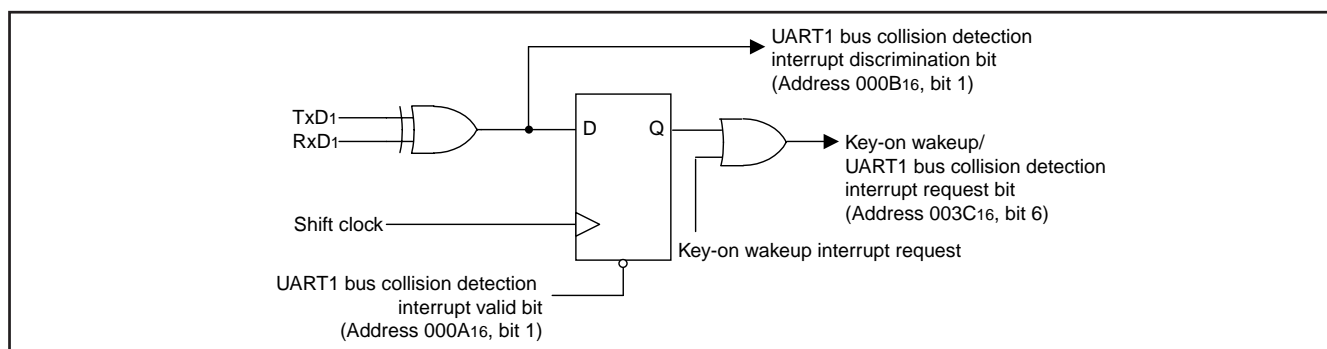 UART1 bus collision detection
interrupt discrimination bit
(Address 000B16, bit 1)
TxD1
RxD1
D
Q
Key-on wakeup/
UART1 bus collision detection
interrupt request bit
(Address 003C16, bit 6)
Shift clock
Key-on wakeup interrupt request
UART1 bus collision detection
interrupt valid bit
(Address 000A16, bit 1)